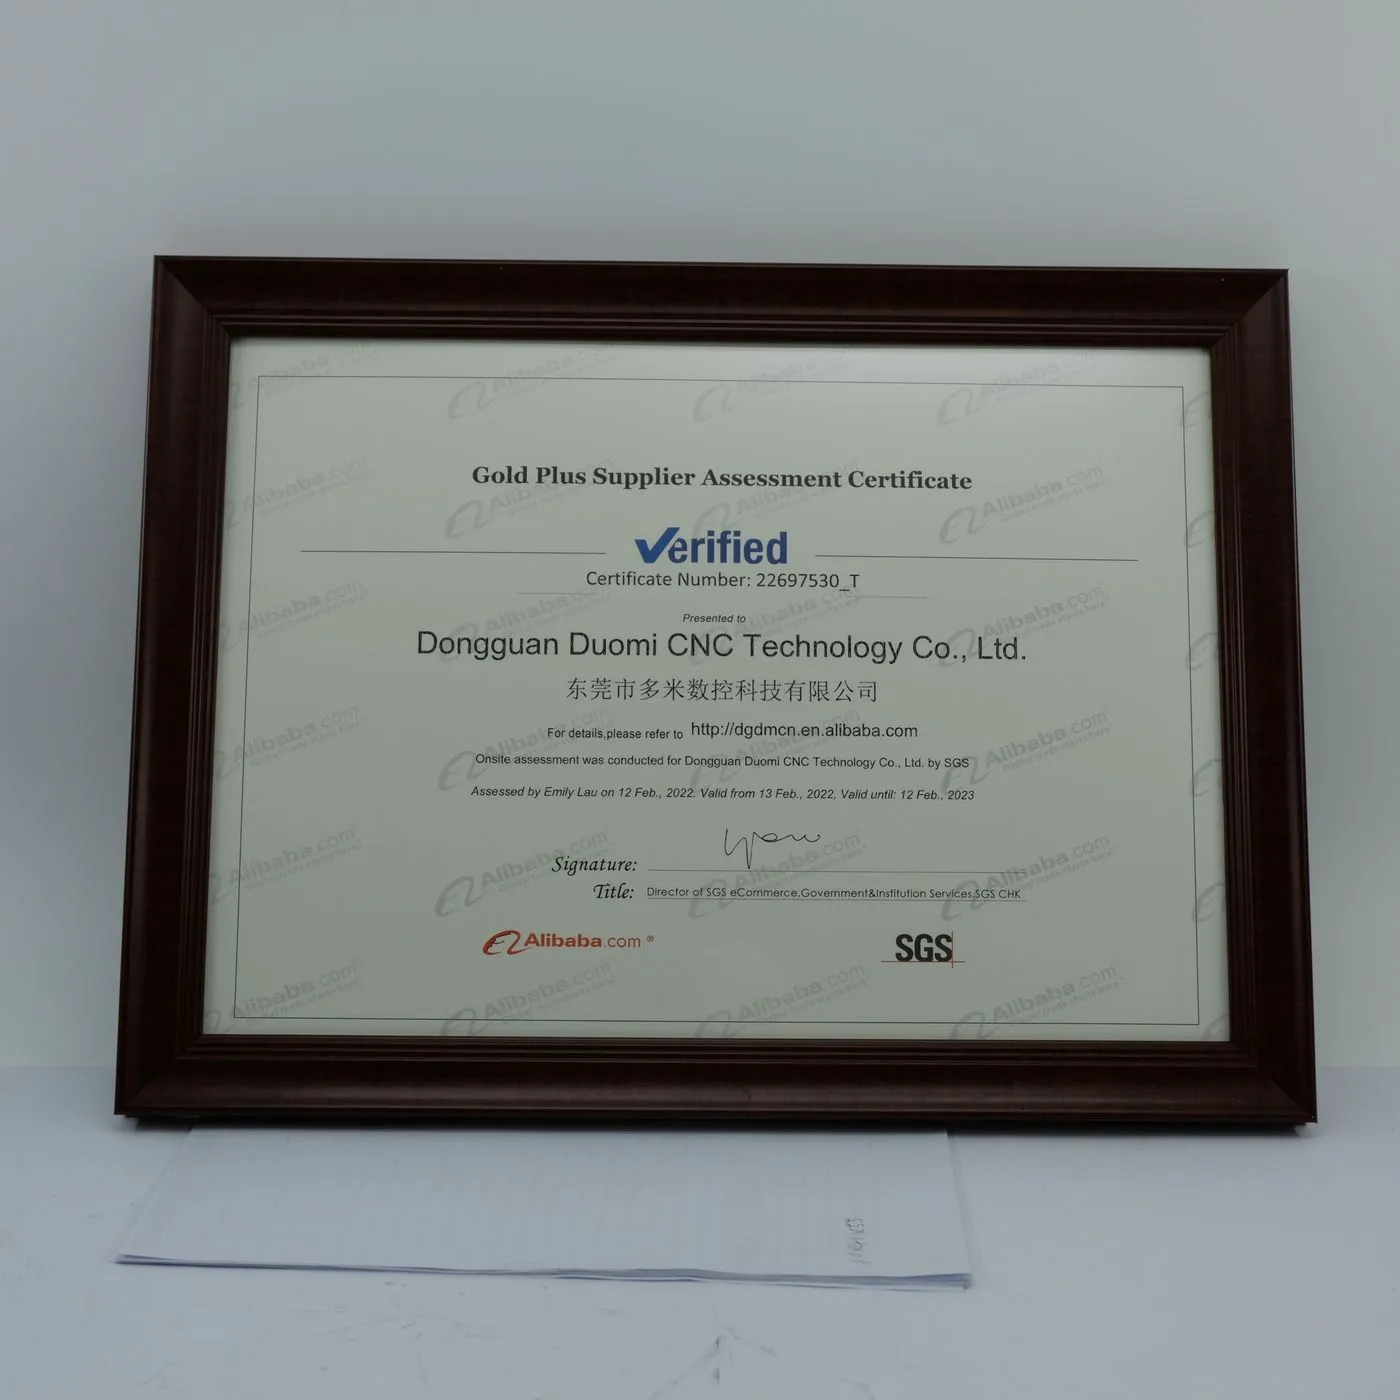 Gold Plus Supplier Assessment Certificate
Verified
Certificate Number: 22697530_T
Presented to
Dongguan Duomi CNC Technology Co., Ltd.
东莞市多米数控科技有限公司
For details,please refer to http://dgdmcn.en.alibaba.com
Onsite assessment was conducted for Dongguan Duomi CNC Technology Co., Ltd. by SGS
Assessed by Emily Lau on 12 Feb., 2022. Valid from 13 Feb., 2022, Valid until: 12 Feb., 2023
Signature:
Title: Director of SGS eCommerce,Government&Institution Services,SGS CHK
Alibaba.com ®
SGS